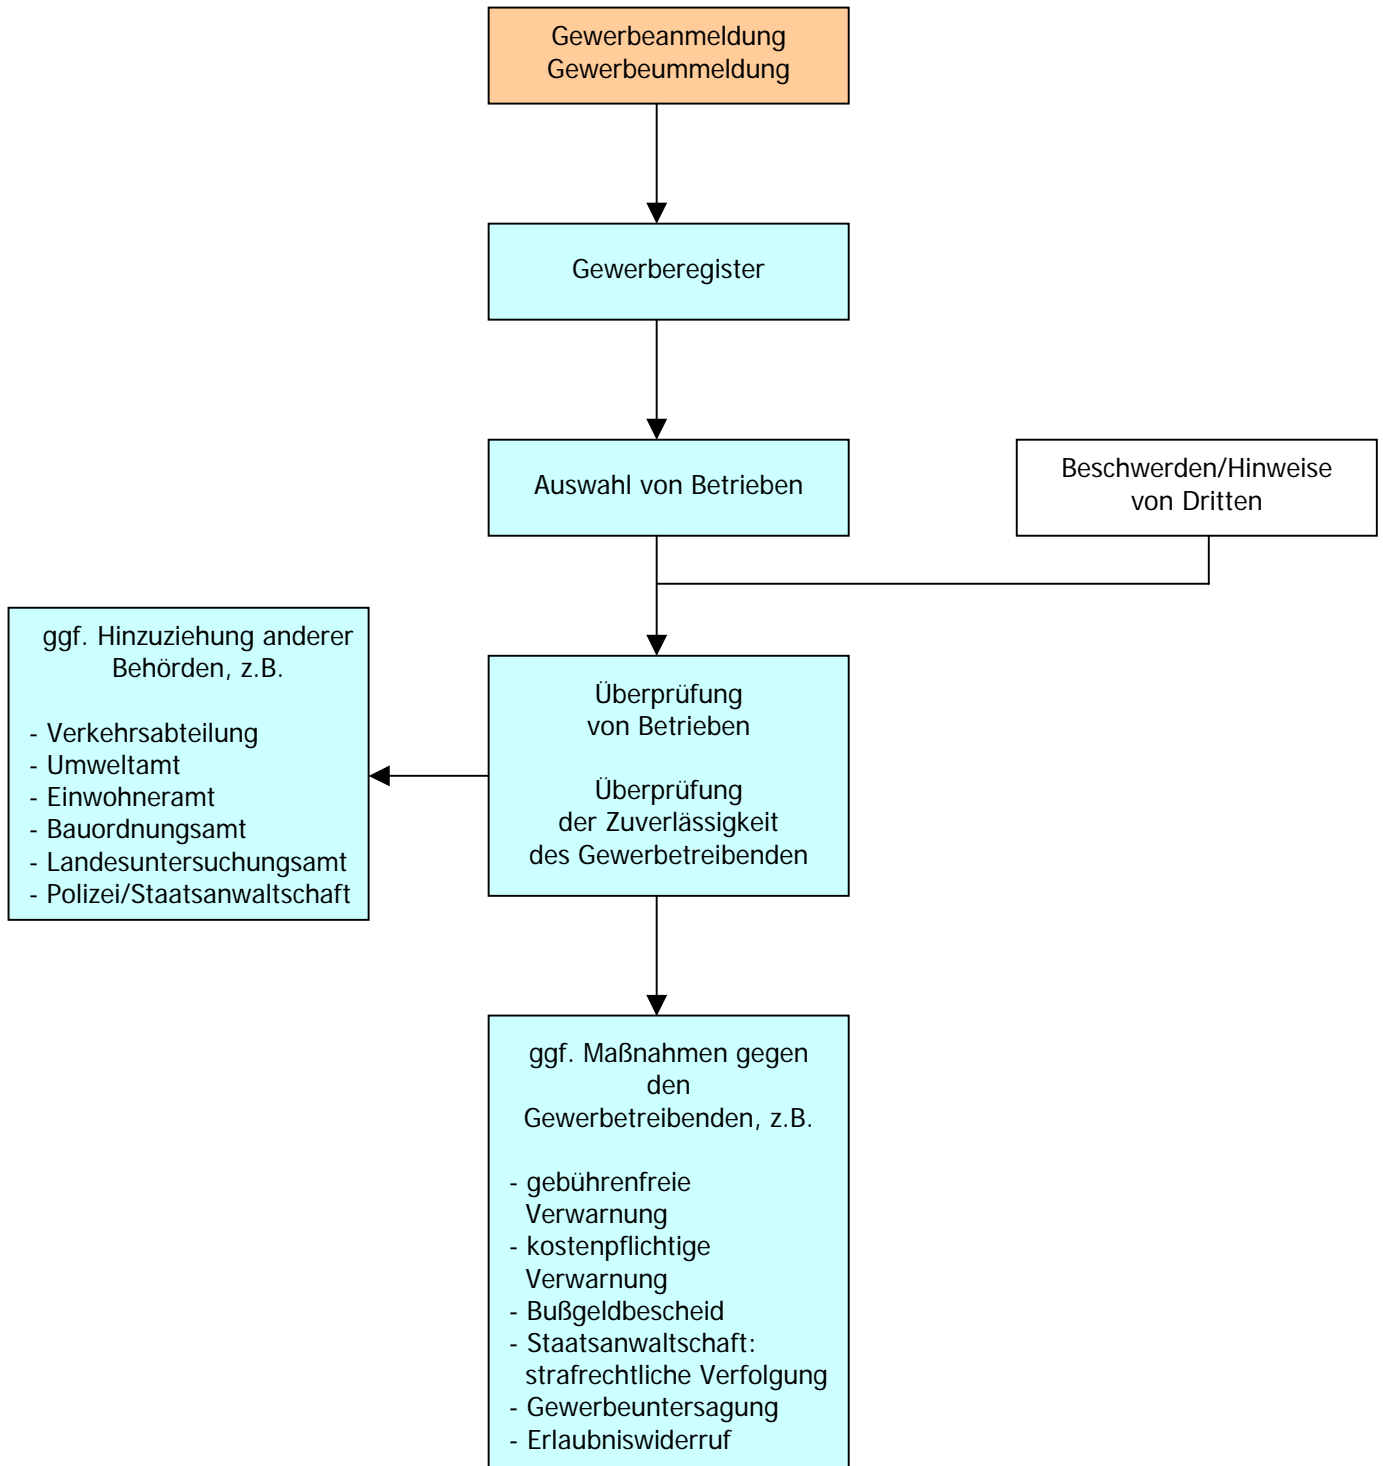 Gewerbeanmeldung
Gewerbeummeldung
Gewerberegister
Auswahl von Betrieben
Beschwerden/Hinweise
von Dritten
ggf. Hinzuziehung anderer
Behörden, z.B.
- Verkehrsabteilung
- Umweltamt
- Einwohneramt
- Bauordnungsamt
- Landesuntersuchungsamt
- Polizei/Staatsanwaltschaft
Überprüfung
von Betrieben
Überprüfung
der Zuverlässigkeit
des Gewerbetreibenden
ggf. Maßnahmen gegen
den
Gewerbetreibenden, z.B.
- gebührenfreie
Verwarnung
- kostenpflichtige
Verwarnung
- Bußgeldbescheid
- Staatsanwaltschaft:
strafrechtliche Verfolgung
- Gewerbeuntersagung
- Erlaubniswiderruf